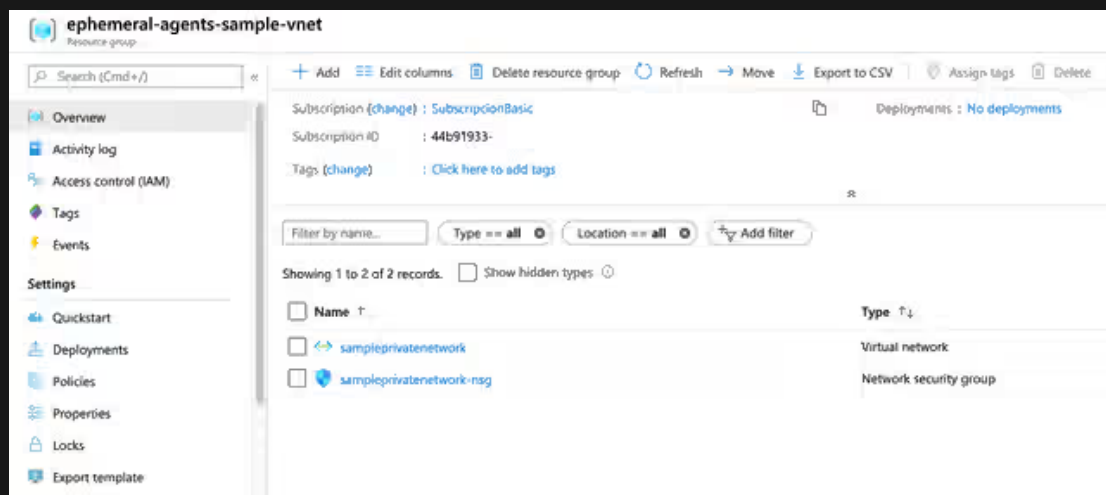 ephemeral-agents-sample-vnet
Resource group
Search (Cmd+/)
«
Overview
Activity log
Access control (IAM)
Tags
Events
Settings
Quickstart
Deployments
Policies
Properties
Locks
Export template
Add Edit columns Delete resource group Refresh Move Export to CSV Assign tags Delete
Subscription (change) : SubscripcionBasic Deployments : No deployments
Subscription ID : 44b91933-
Tags (change) : Click here to add tags
Filter by name... Type == all Location == all Add filter
Showing 1 to 2 of 2 records. Show hidden types
Name ↑ Type ↑↓
sampleprivatenetwork Virtual network
sampleprivatenetwork-nsg Network security group